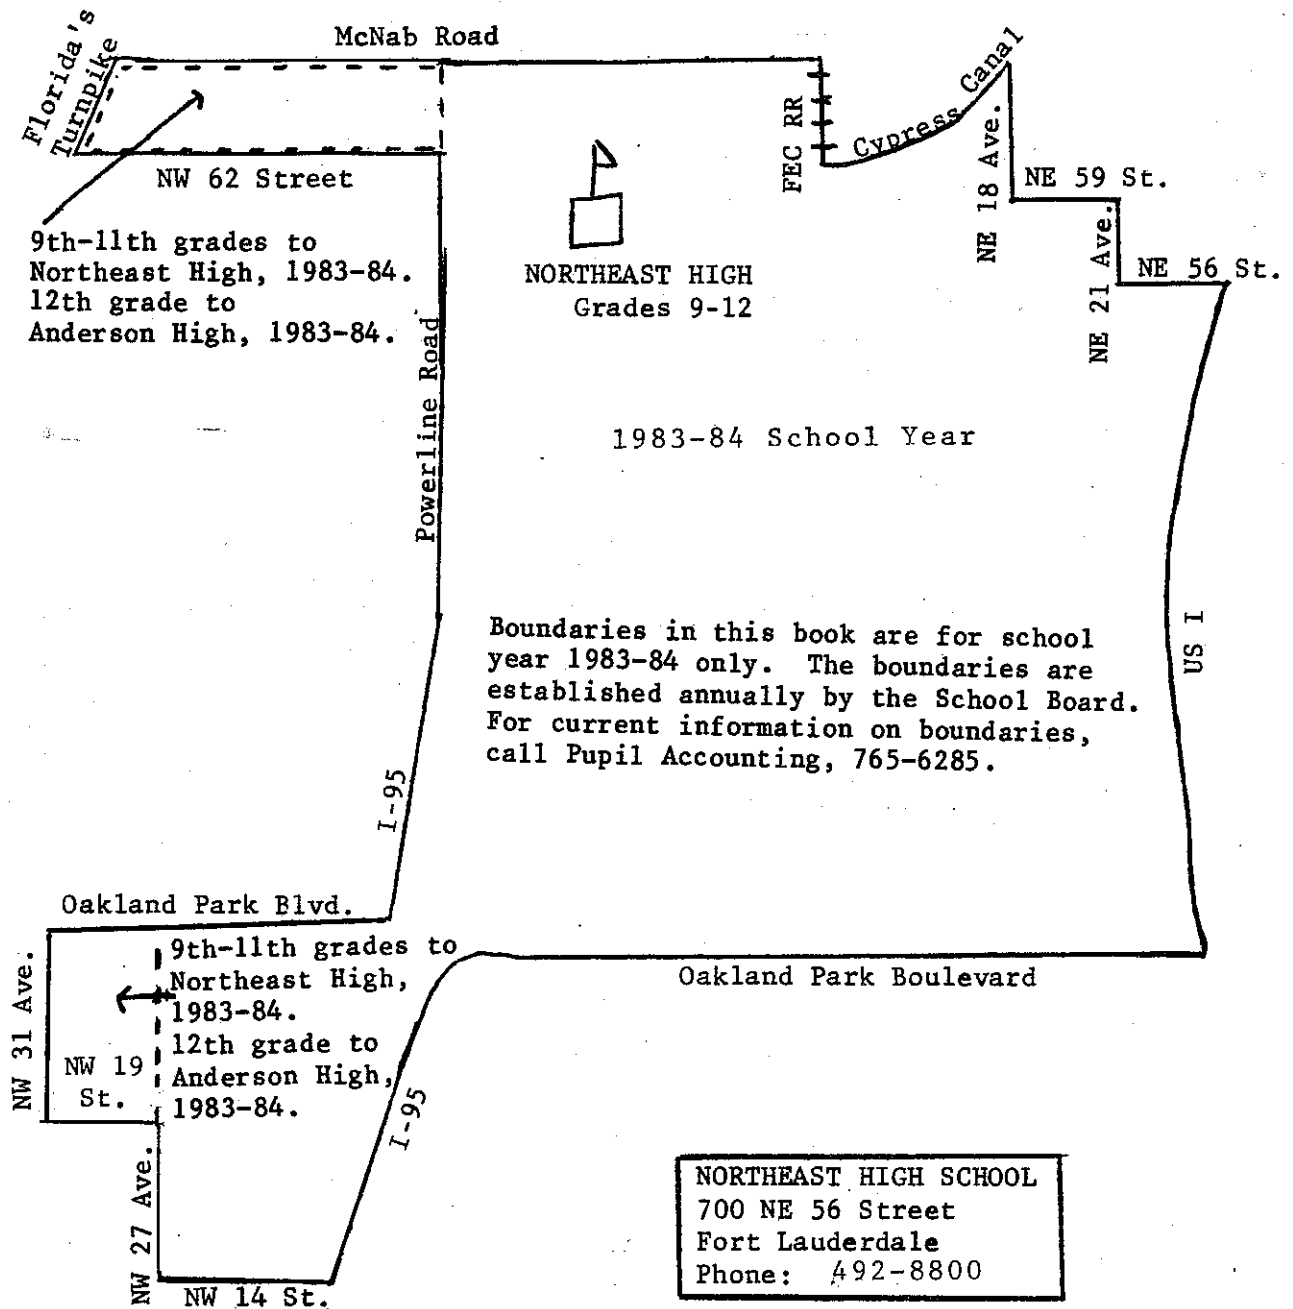 McNab Road
Florida's
Turnpike
FEC RR
Cypress Canal
NE 18 Ave.
NE 59 St.
NE 21 Ave.
NE 56 St.
NW 62 Street
9th-11th grades to
Northeast High, 1983-84.
12th grade to
Anderson High, 1983-84.
NORTHEAST HIGH
Grades 9-12
Powerline Road
1983-84 School Year
Boundaries in this book are for school
year 1983-84 only. The boundaries are
established annually by the School Board.
For current information on boundaries,
call Pupil Accounting, 765-6285.
US 1
I-95
Oakland Park Blvd.
NW 31 Ave.
9th-11th grades to
Northeast High,
1983-84.
12th grade to
Anderson High,
1983-84.
NW 19
St.
Oakland Park Boulevard
I-95
NW 27 Ave.
NW 14 St.
NORTHEAST HIGH SCHOOL
700 NE 56 Street
Fort Lauderdale
Phone: 492-8800